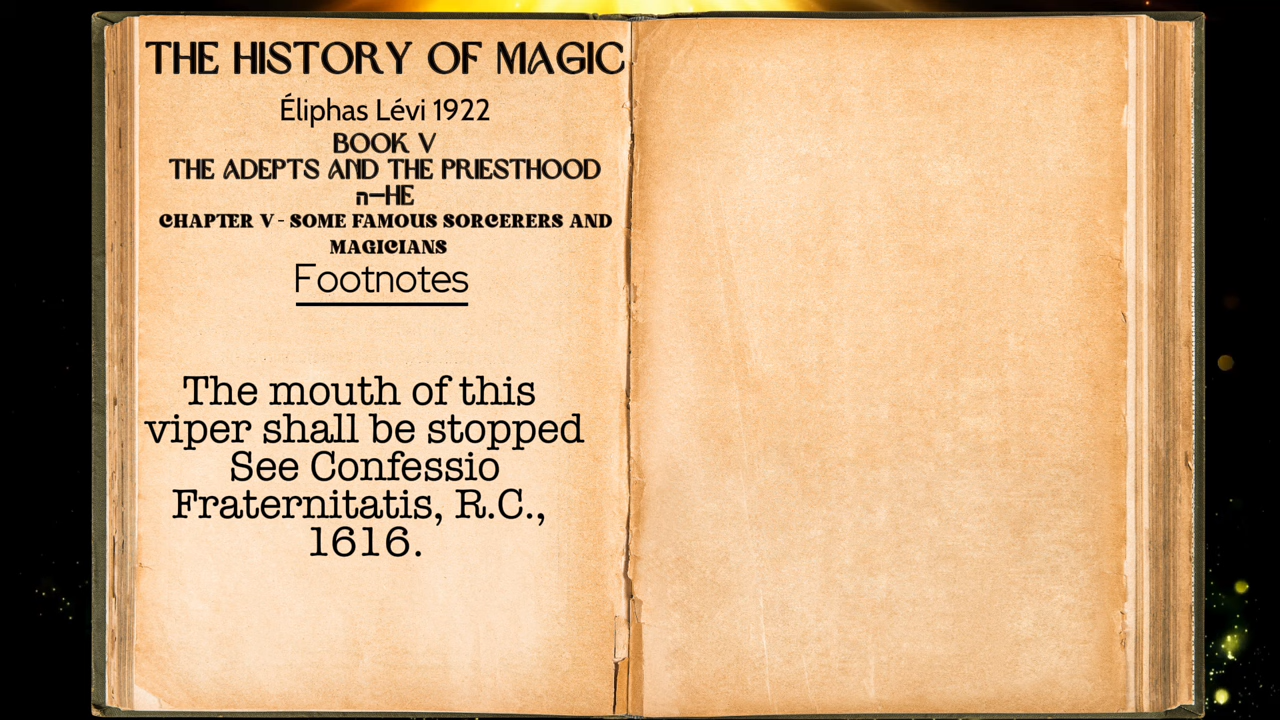 THE HISTORY OF MAGIC
Éliphas Lévi 1922
BOOK V
THE ADEPTS AND THE PRIESTHOOD
n—HE
CHAPTER V - SOME FAMOUS SORCERERS AND
MAGICIANS
Footnotes
The mouth of this
viper shall be stopped
See Confessio
Fraternitatis, R.C.,
1616.